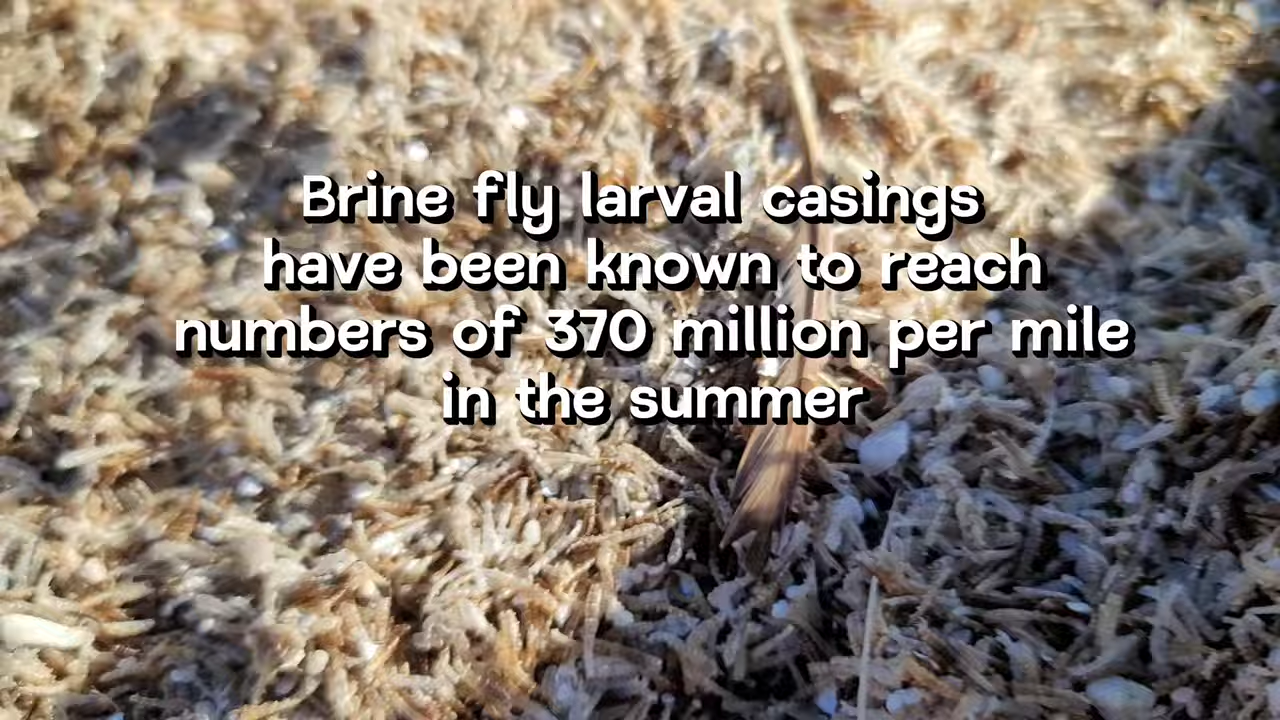 Brine fly larval casings
have been known to reach
numbers of 370 million per mile
in the summer